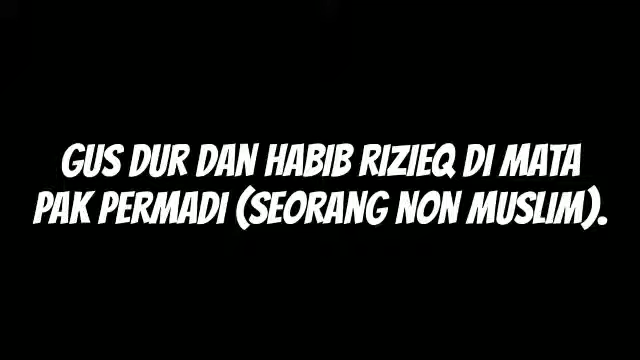 GUS DUR DAN HABIB RIZIEQ DI MATA
PAK PERMADI (SEORANG NON MUSLIM).